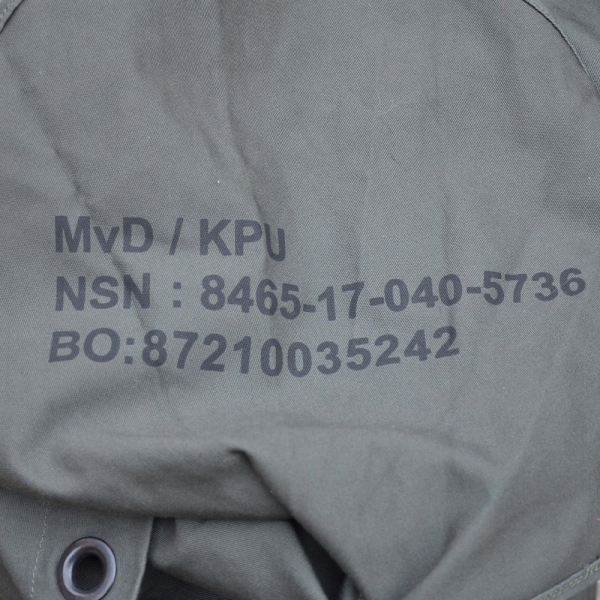 MvD / KPU
NSN : 8465-17-040-5736
BO:87210035242